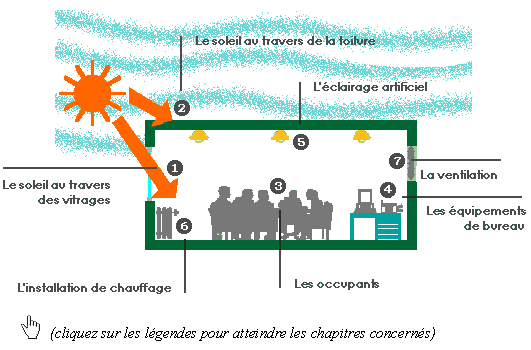 Le soleil au travers de la toilure
L'éclairage artificiel
2
5
7
1
La ventilation
Le soleil au travers
des vitrages
3
4
Les équipements
de bureau
6
L'installation de chauffage
Les occupants
(cliquez sur les légendes pour atteindre les chapitres concernés)